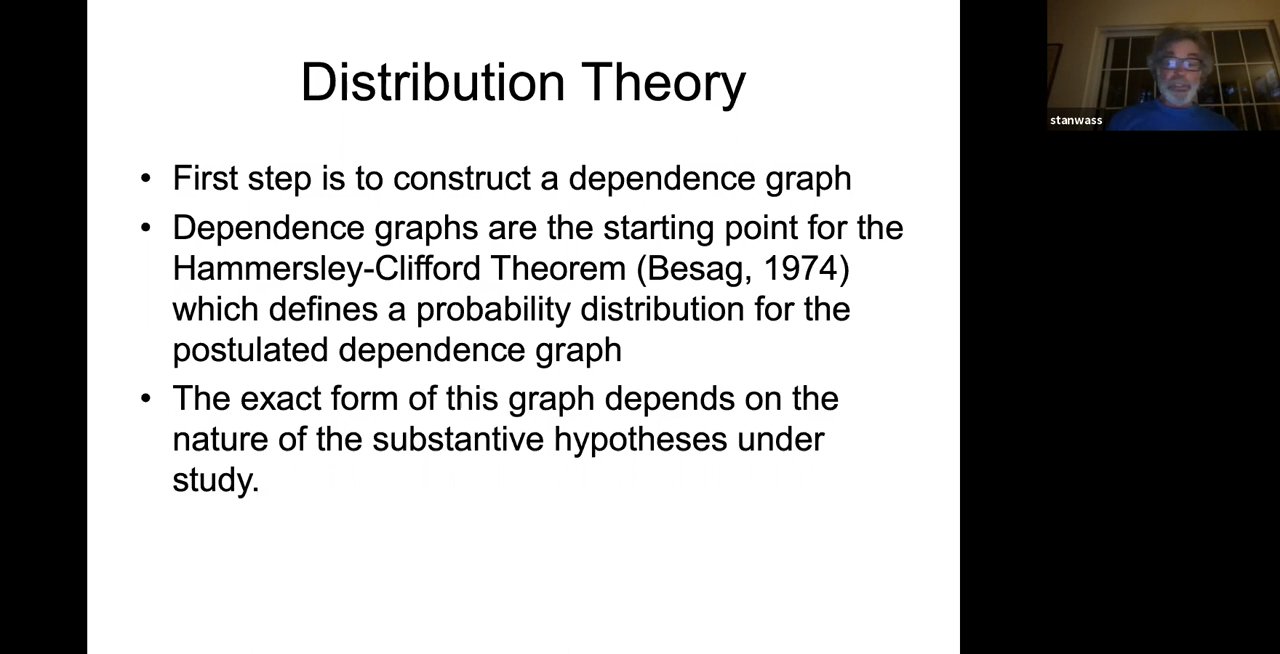 Distribution Theory
• First step is to construct a dependence graph
• Dependence graphs are the starting point for the
Hammersley-Clifford Theorem (Besag, 1974)
which defines a probability distribution for the
postulated dependence graph
• The exact form of this graph depends on the
nature of the substantive hypotheses under
study.
stanwass